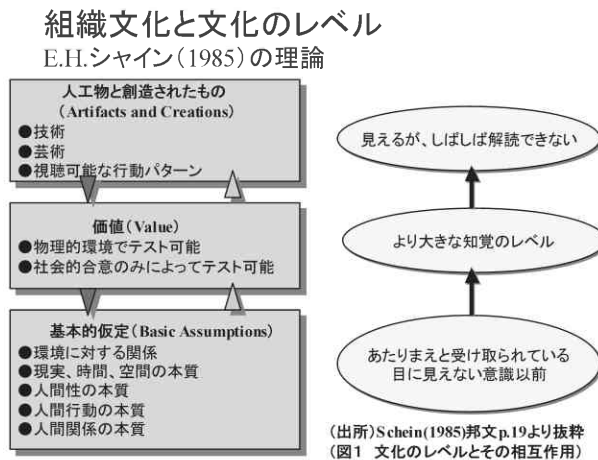 組織文化と文化のレベル
E.H.シャイン(1985)の理論
人工物と創造されたもの
(Artifacts and Creations)
●技術
●芸術
●視聴可能な行動パターン
価値(Value)
●物理的環境でテスト可能
●社会的合意のみによってテスト可能
基本的仮定(Basic Assumptions)
●環境に対する関係
●現実、時間、空間の本質
●人間性の本質
●人間行動の本質
●人間関係の本質
見えるが、しばしば解読できない
より大きな知覚のレベル
あたりまえと受け取られている
目に見えない意識以前
(出所)Schein(1985)邦文p.19より抜粋
(図1 文化のレベルとその相互作用)